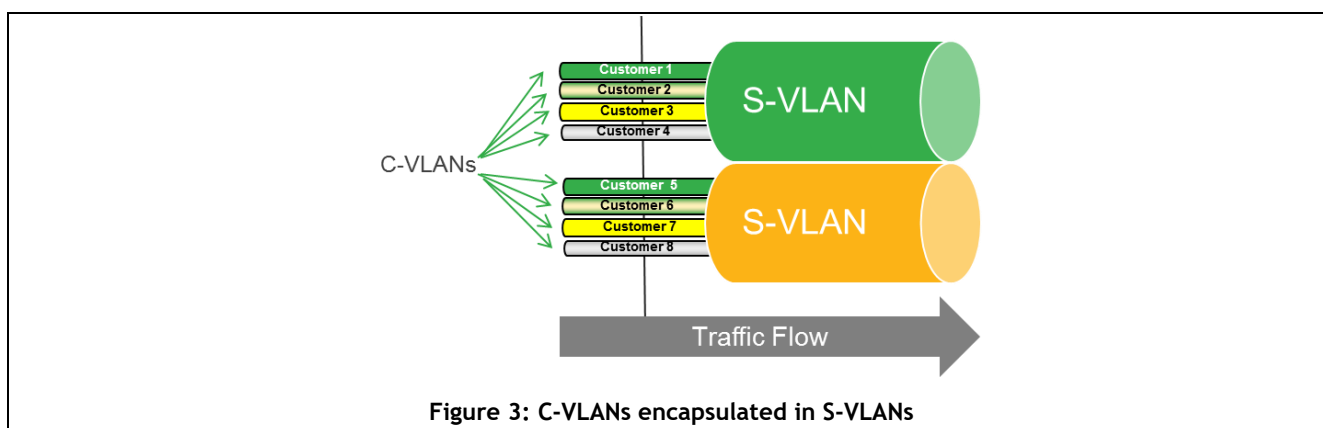 Customer 1
Customer 2
Customer 3
Customer 4
S-VLAN
C-VLANs
Customer 5
Customer 6
Customer 7
Customer 8
S-VLAN
Traffic Flow
Figure 3: C-VLANs encapsulated in S-VLANs